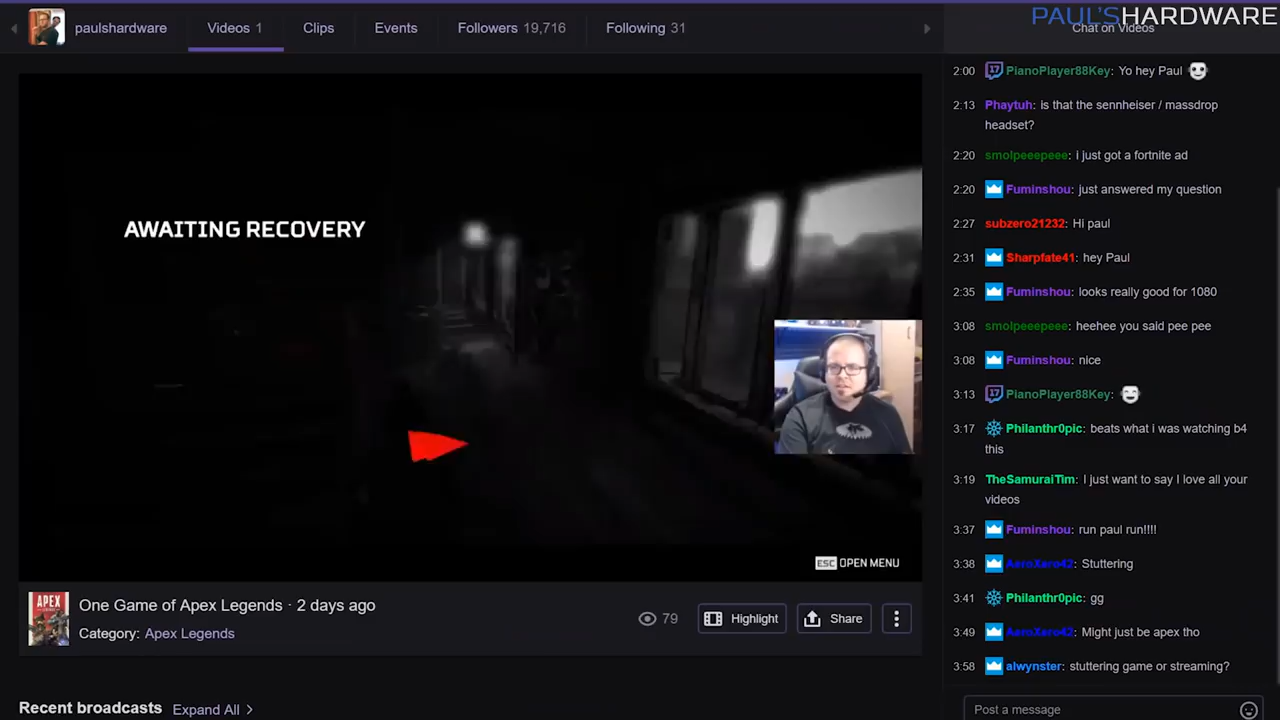 PAUL'SHARDWARE
paulshardware
Videos 1
Clips
Events
Followers 19,716
Following 31
Chat on Videos
AWAITING RECOVERY
ESC OPEN MENU
APEX
One Game of Apex Legends · 2 days ago
Category: Apex Legends
79
Highlight
Share
Recent broadcasts
Expand All
2:00 PianoPlayer88Key: Yo hey Paul
2:13 Phaytuh: is that the sennheiser / massdrop
headset?
2:20 smolpeeepeee: i just got a fortnite ad
2:20 Fuminshou: just answered my question
2:27 subzero21232: Hi paul
2:31 Sharpfate41: hey Paul
2:35 Fuminshou: looks really good for 1080
3:08 smolpeeepeee: heehee you said pee pee
3:08 Fuminshou: nice
3:13 PianoPlayer88Key:
3:17 Philanthr0pic: beats what i was watching b4
this
3:19 TheSamuraiTim: I just want to say I love all your
videos
3:37 Fuminshou: run paul run!!!!
3:38 AeroXero42: Stuttering
3:41 Philanthr0pic: gg
3:49 AeroXero42: Might just be apex tho
3:58 alwynster: stuttering game or streaming?
Post a message